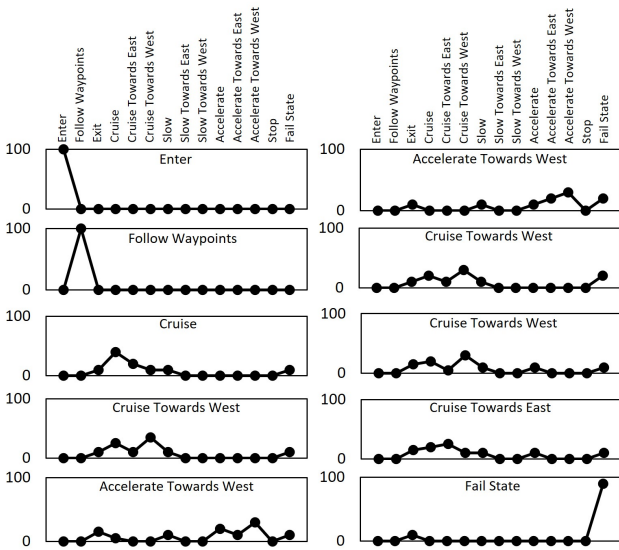 Enter
Follow Waypoints
Exit
Cruise
Cruise Towards East
Cruise Towards West
Slow
Slow Towards East
Slow Towards West
Accelerate
Accelerate Towards East
Accelerate Towards West
Stop
Fail State
100
Enter
0
100
Follow Waypoints
0
100
Cruise
0
100
Cruise Towards West
0
100
Accelerate Towards West
0
Enter
Follow Waypoints
Exit
Cruise
Cruise Towards East
Cruise Towards West
Slow
Slow Towards East
Slow Towards West
Accelerate
Accelerate Towards East
Accelerate Towards West
Stop
Fail State
100
Accelerate Towards West
0
100
Cruise Towards West
0
100
Cruise Towards West
0
100
Cruise Towards East
0
100
Fail State
0